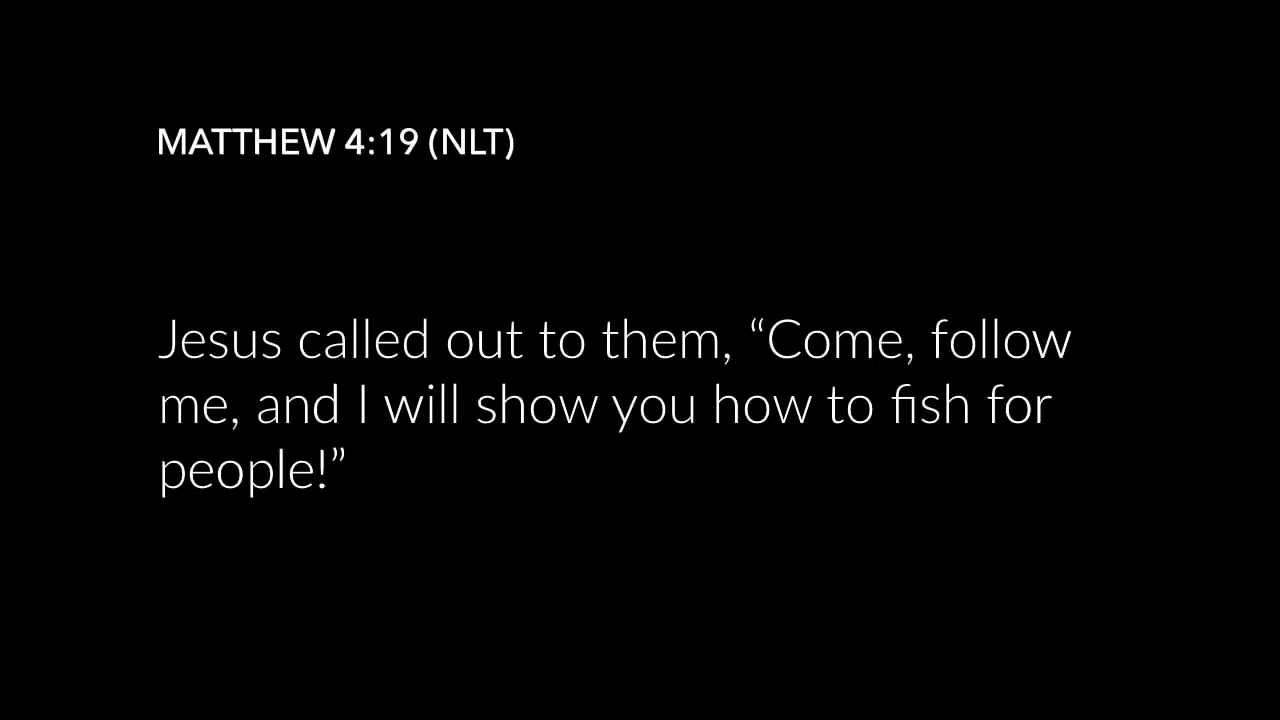 MATTHEW 4:19 (NLT)
Jesus called out to them, “Come, follow
me, and I will show you how to fish for
people!”